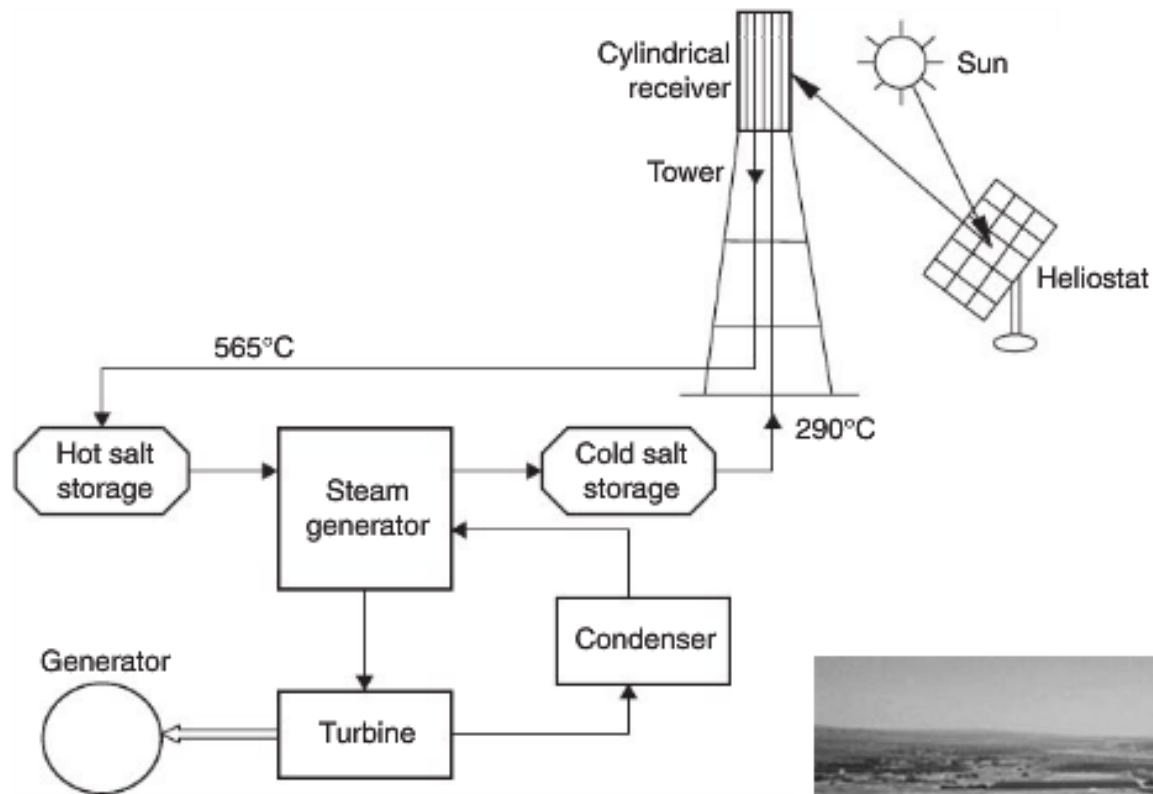 Cylindrical
receiver
Sun
Tower
Heliostat
565°C
290°C
Hot salt
storage
Steam
generator
Cold salt
storage
Condenser
Generator
Turbine